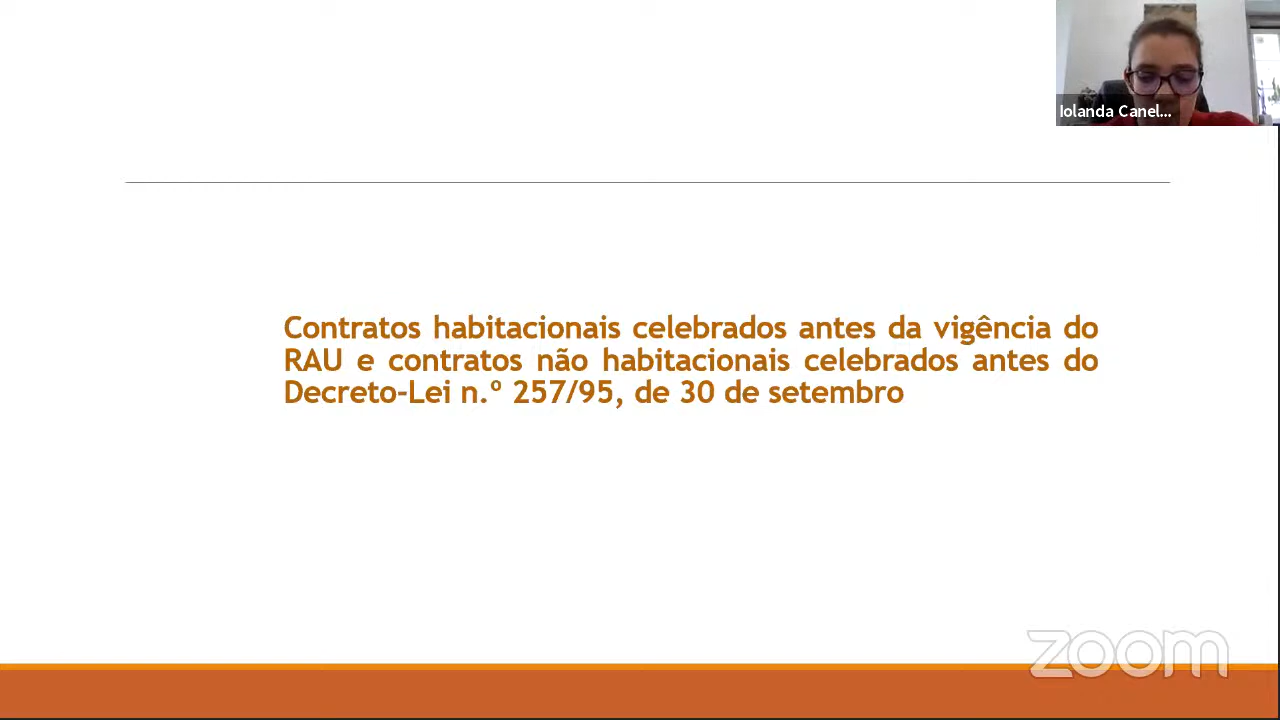 Iolanda Canel...
Contratos habitacionais celebrados antes da vigência do
RAU e contratos não habitacionais celebrados antes do
Decreto-Lei n.º 257/95, de 30 de setembro
zoom